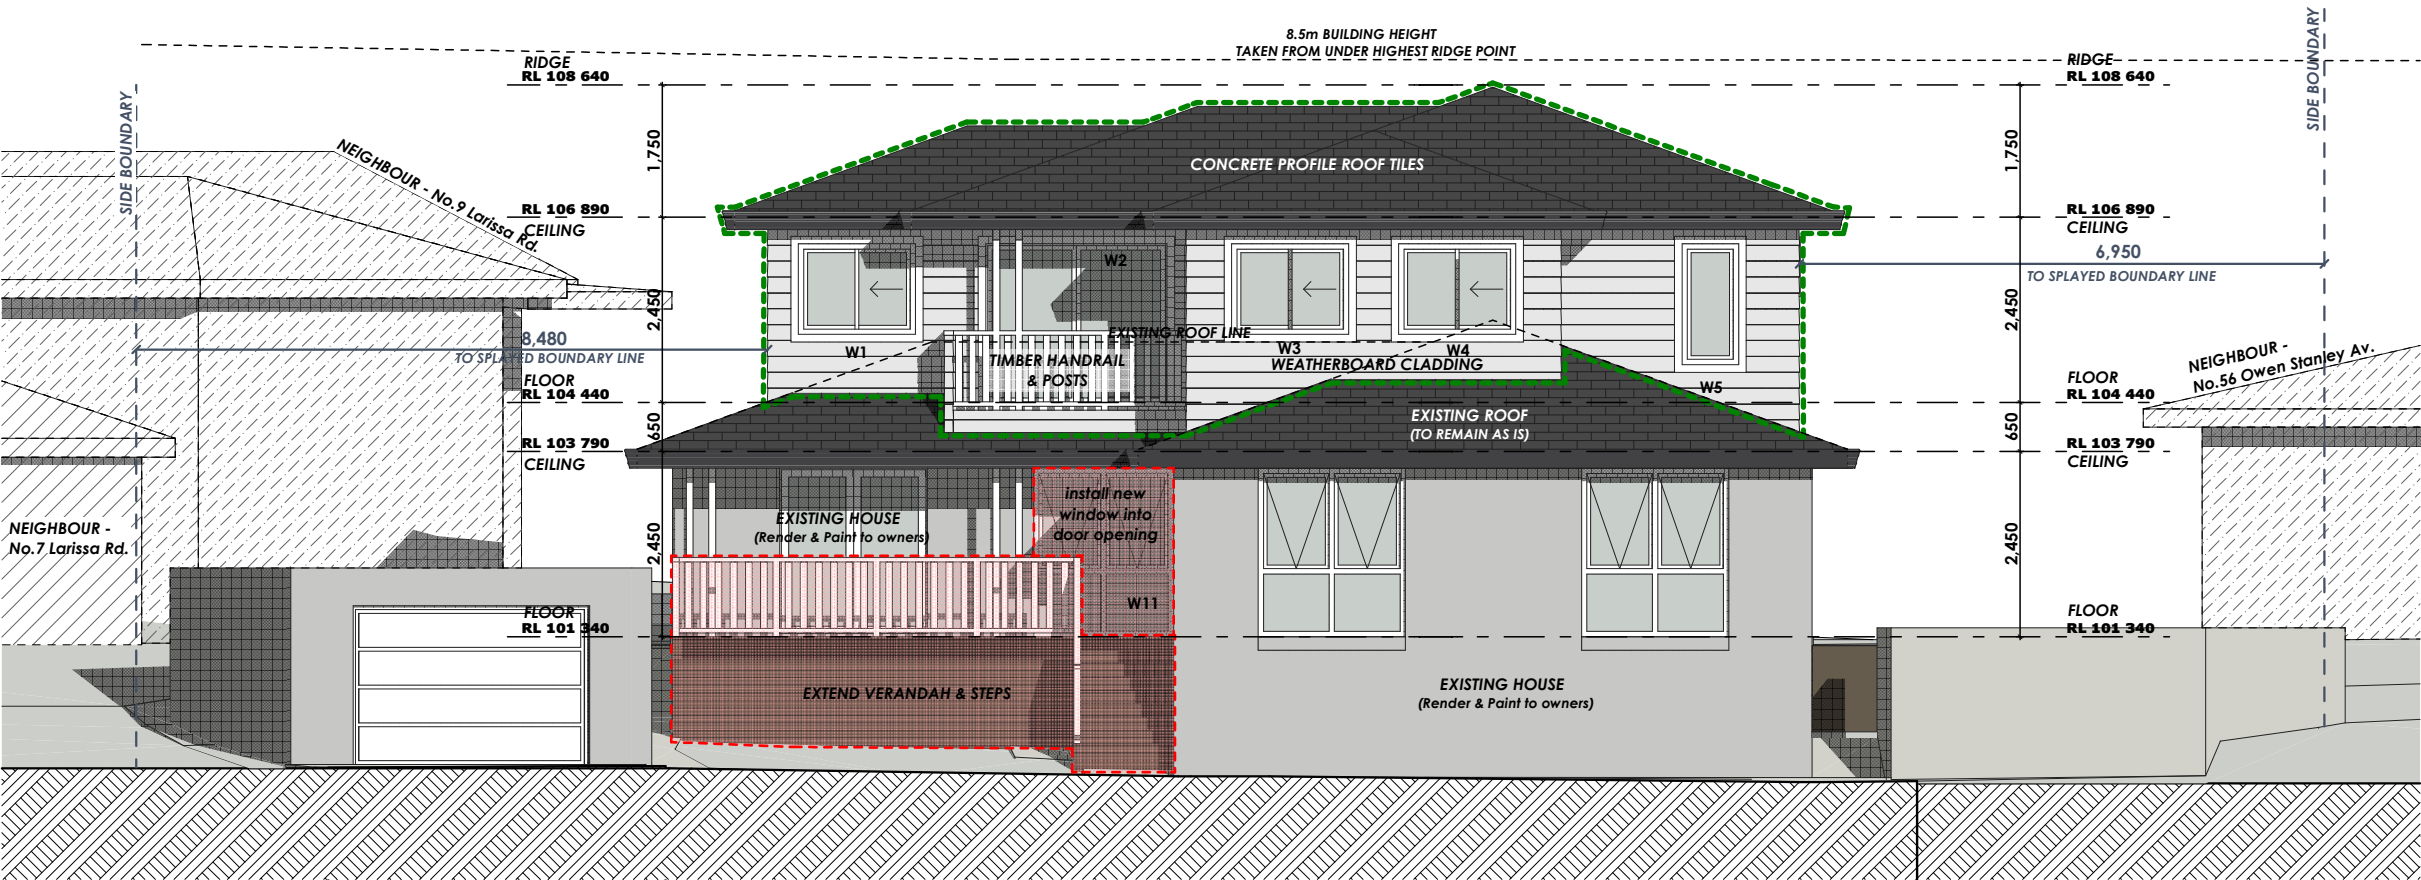 8.5m BUILDING HEIGHT
TAKEN FROM UNDER HIGHEST RIDGE POINT
SIDE BOUNDARY
SIDE BOUNDARY
RIDGE
RL 108 640
RIDGE
RL 108 640
1,750
1,750
NEIGHBOUR - No.9 Larissa Rd.
CONCRETE PROFILE ROOF TILES
RL 106 890
CEILING
RL 106 890
CEILING
6,950
TO SPLAYED BOUNDARY LINE
W2
2,450
2,450
EXISTING ROOF LINE
8,480
TO SPLAYED BOUNDARY LINE
W1
W3
W4
TIMBER HANDRAIL
& POSTS
WEATHERBOARD CLADDING
W5
NEIGHBOUR -
No.56 Owen Stanley Av.
FLOOR
RL 104 440
FLOOR
RL 104 440
650
650
EXISTING ROOF
(TO REMAIN AS IS)
RL 103 790
CEILING
RL 103 790
CEILING
install new
window into
door opening
EXISTING HOUSE
(Render & Paint to owners)
NEIGHBOUR -
No.7 Larissa Rd.
2,450
2,450
W11
FLOOR
RL 101 340
FLOOR
RL 101 340
EXTEND VERANDAH & STEPS
EXISTING HOUSE
(Render & Paint to owners)